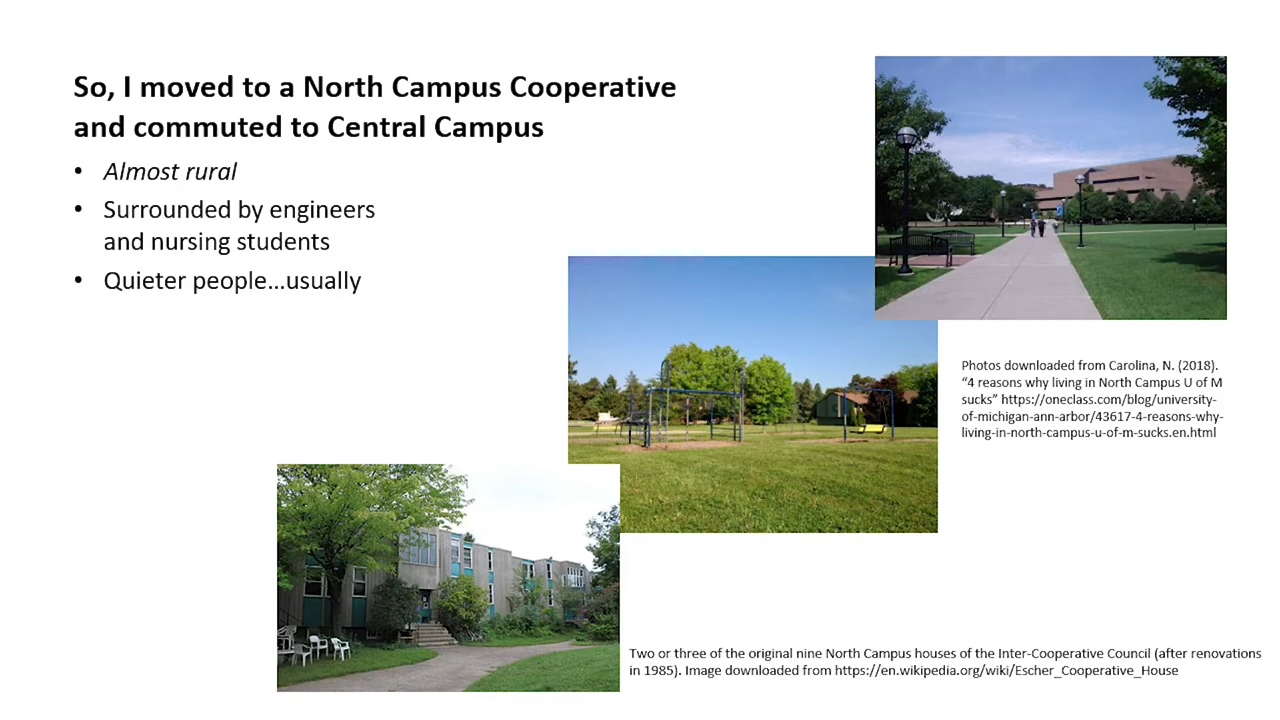 So, I moved to a North Campus Cooperative
and commuted to Central Campus
• Almost rural
• Surrounded by engineers
and nursing students
• Quieter people...usually
Photos downloaded from Carolina, N. (2018).
“4 reasons why living in North Campus U of M
sucks” https://oneclass.com/blog/university-
of-michigan-ann-arbor/43617-4-reasons-why-
living-in-north-campus-u-of-m-sucks.en.html
Two or three of the original nine North Campus houses of the Inter-Cooperative Council (after renovations
in 1985). Image downloaded from https://en.wikipedia.org/wiki/Escher_Cooperative_House